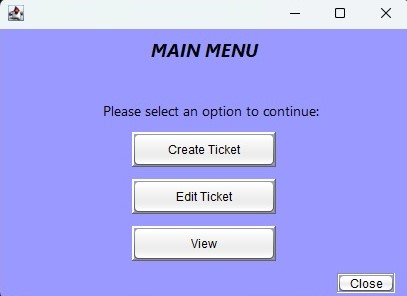 MAIN MENU
Please select an option to continue:
Create Ticket
Edit Ticket
View
Close